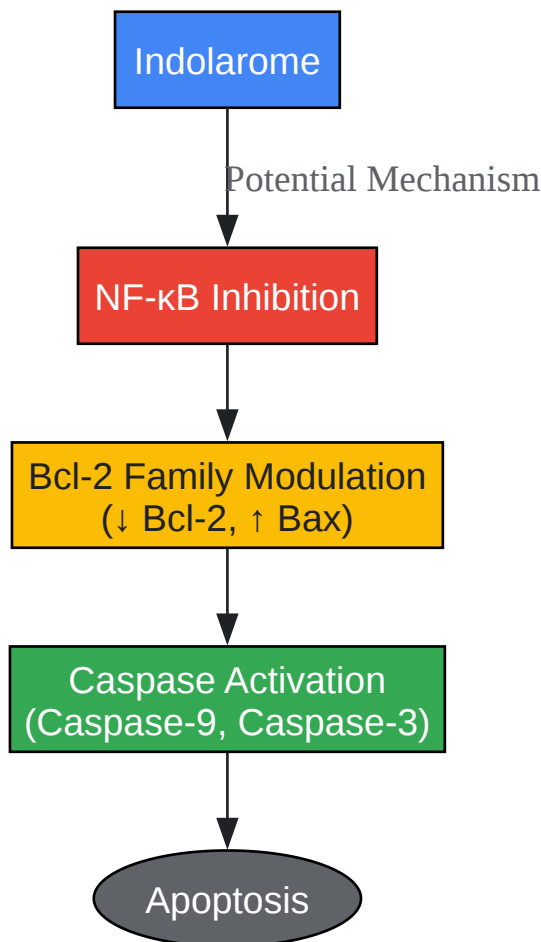 Indolarome
Potential Mechanism
NF-κB Inhibition
Bcl-2 Family Modulation
(↓ Bcl-2, ↑ Bax)
Caspase Activation
(Caspase-9, Caspase-3)
Apoptosis